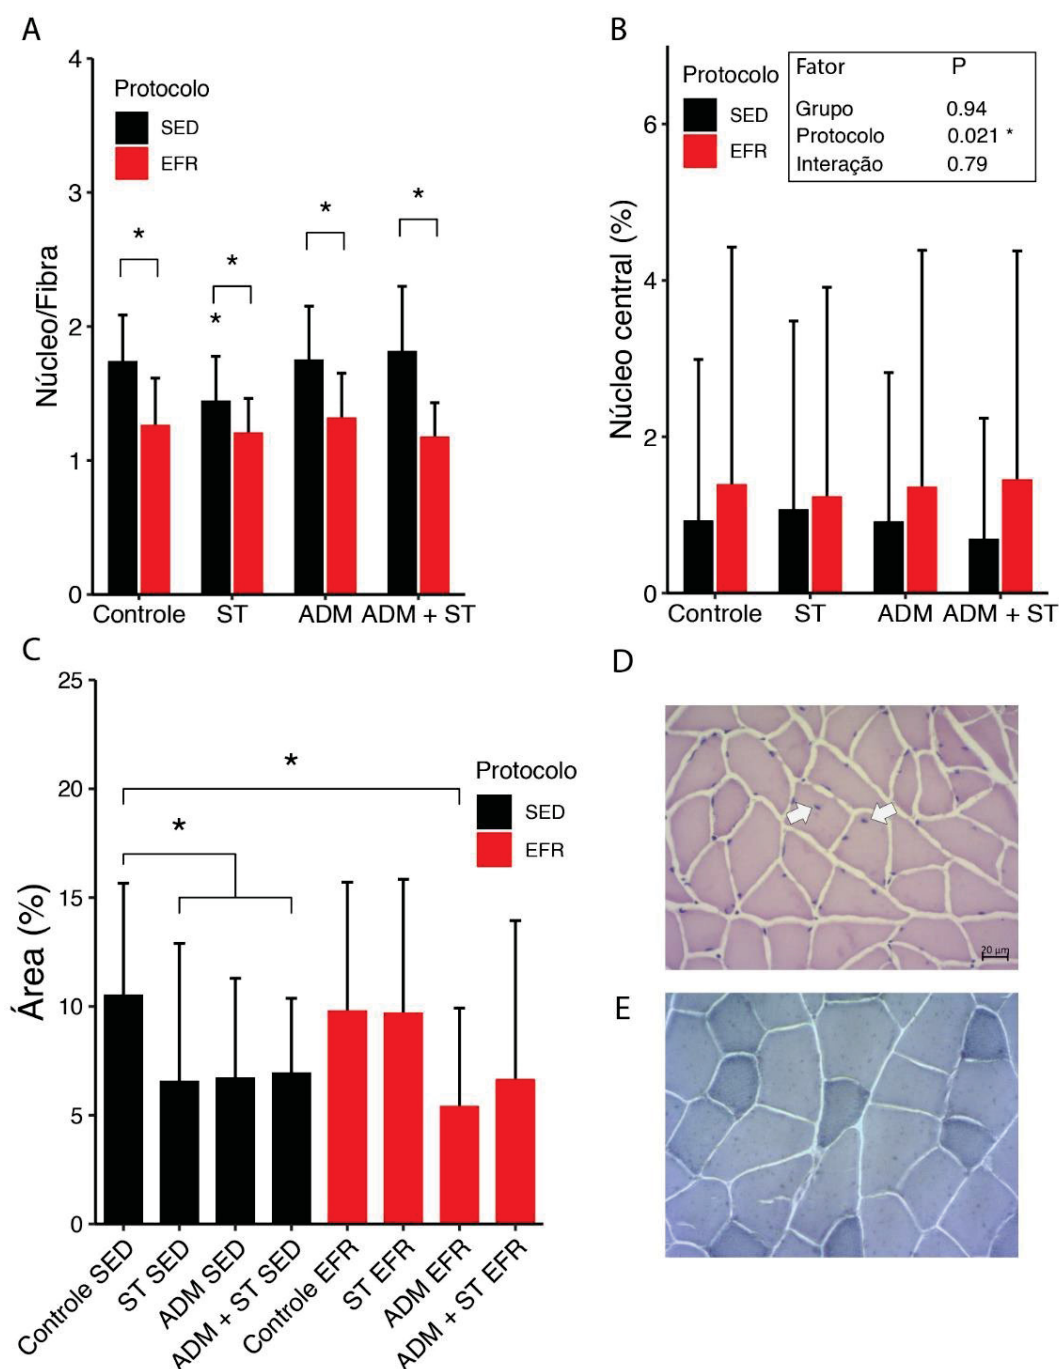 A
4
3
2
1
0
Núcleo/Fibra
Protocolo
SED
EFR
*
*
*
*
*
Controle
ST
ADM
ADM + ST
B
6
4
2
0
Núcleo central (%)
Protocolo
SED
EFR
Fator P
Grupo 0.94
Protocolo 0.021 *
Interação 0.79
Controle
ST
ADM
ADM + ST
C
25
20
15
10
5
0
Área (%)
*
*
Protocolo
SED
EFR
Controle SED
ST SED
ADM SED
ADM + ST SED
Controle EFR
ST EFR
ADM EFR
ADM + ST EFR
D
20 µm
E